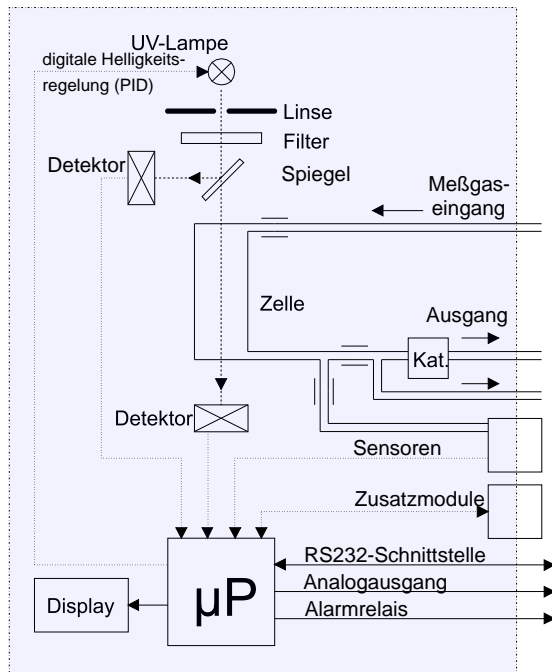 UV-Lampe
digitale Helligkeits-
regelung (PID)
Linse
Filter
Detektor
Spiegel
Meßgas-
eingang
Zelle
Ausgang
Kat.
Detektor
Sensoren
Zusatzmodule
RS232-Schnittstelle
µP
Analogausgang
Display
Alarmrelais